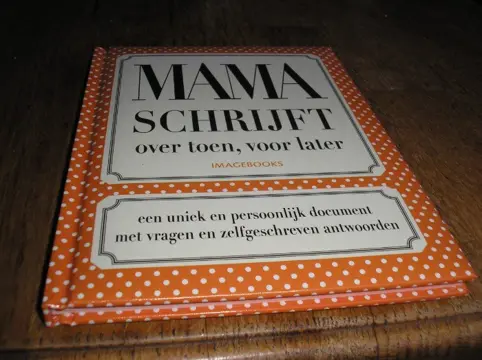 MAMA
SCHRIJFT
over toen, voor later
IMAGEBOOKS
een uniek en persoonlijk document
met vragen en zelfgeschreven antwoorden